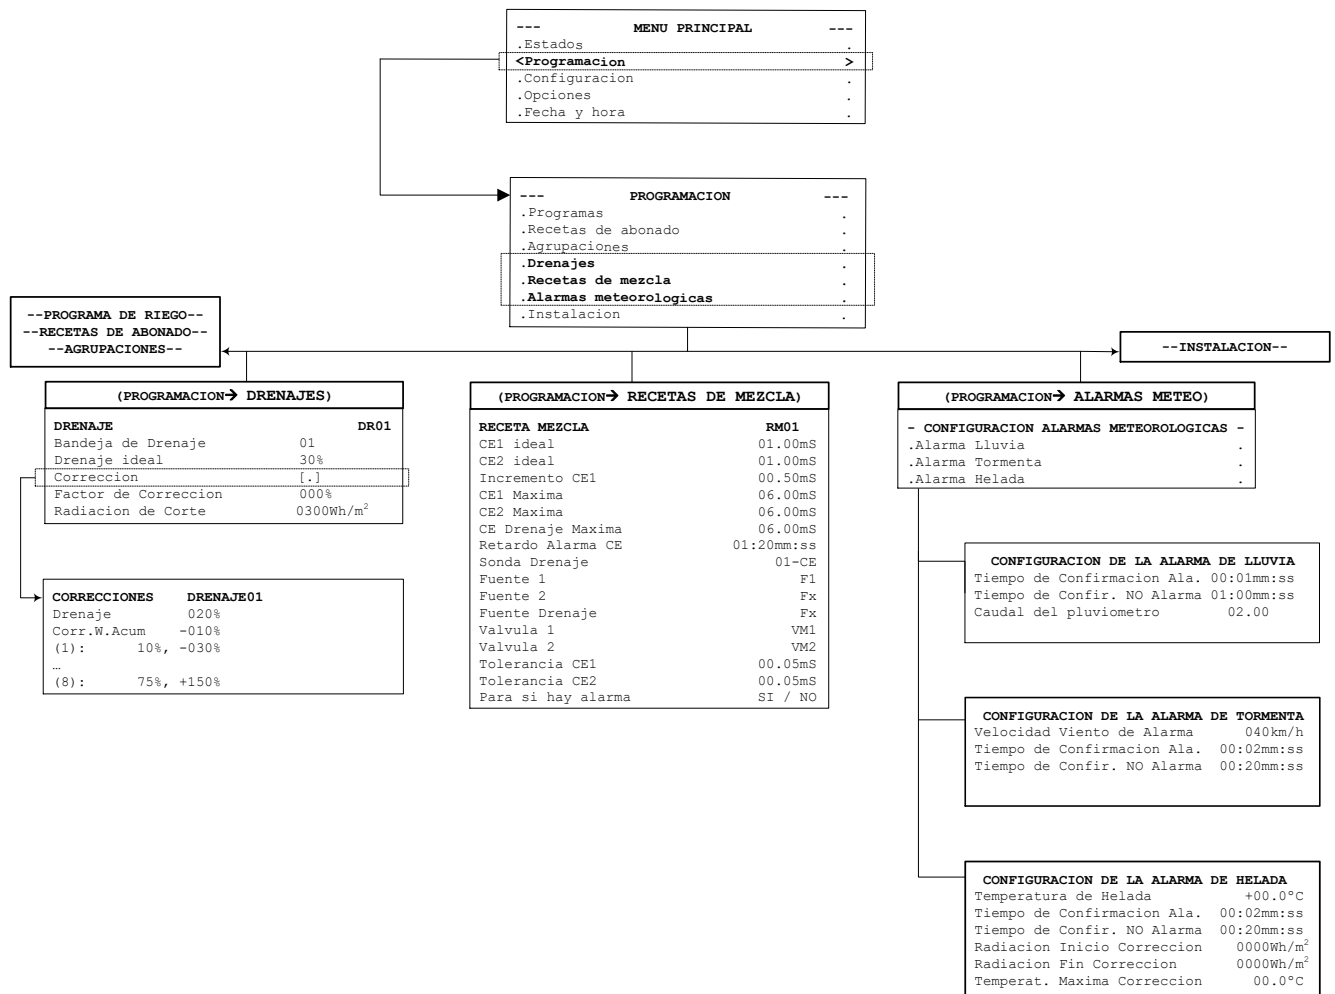 --- MENU PRINCIPAL ---
.Estados .
<Programacion >
.Configuracion .
.Opciones .
.Fecha y hora .
--- PROGRAMACION ---
.Programas .
.Recetas de abonado .
.Agrupaciones .
.Drenajes .
.Recetas de mezcla .
.Alarmas meteorologicas .
.Instalacion .
--PROGRAMA DE RIEGO--
--RECETAS DE ABONADO--
--AGRUPACIONES--
--INSTALACION--
(PROGRAMACION→ DRENAJES)
DRENAJE DR01
Bandeja de Drenaje 01
Drenaje ideal 30%
Correccion [.]
Factor de Correccion 000%
Radiacion de Corte 0300Wh/m²
CORRECCIONES DRENAJE01
Drenaje 020%
Corr.W.Acum -010%
(1): 10%, -030%
…
(8): 75%, +150%
(PROGRAMACION→ RECETAS DE MEZCLA)
RECETA MEZCLA RM01
CE1 ideal 01.00mS
CE2 ideal 01.00mS
Incremento CE1 00.50mS
CE1 Maxima 06.00mS
CE2 Maxima 06.00mS
CE Drenaje Maxima 06.00mS
Retardo Alarma CE 01:20mm:ss
Sonda Drenaje 01-CE
Fuente 1 F1
Fuente 2 Fx
Fuente Drenaje Fx
Valvula 1 VM1
Valvula 2 VM2
Tolerancia CE1 00.05mS
Tolerancia CE2 00.05mS
Para si hay alarma SI / NO
(PROGRAMACION→ ALARMAS METEO)
- CONFIGURACION ALARMAS METEOROLOGICAS -
.Alarma Lluvia .
.Alarma Tormenta .
.Alarma Helada .
CONFIGURACION DE LA ALARMA DE LLUVIA
Tiempo de Confirmacion Ala. 00:01mm:ss
Tiempo de Confir. NO Alarma 01:00mm:ss
Caudal del pluviometro 02.00
CONFIGURACION DE LA ALARMA DE TORMENTA
Velocidad Viento de Alarma 040km/h
Tiempo de Confirmacion Ala. 00:02mm:ss
Tiempo de Confir. NO Alarma 00:20mm:ss
CONFIGURACION DE LA ALARMA DE HELADA
Temperatura de Helada +00.0°C
Tiempo de Confirmacion Ala. 00:02mm:ss
Tiempo de Confir. NO Alarma 00:20mm:ss
Radiacion Inicio Correccion 0000Wh/m²
Radiacion Fin Correccion 0000Wh/m²
Temperat. Maxima Correccion 00.0°C